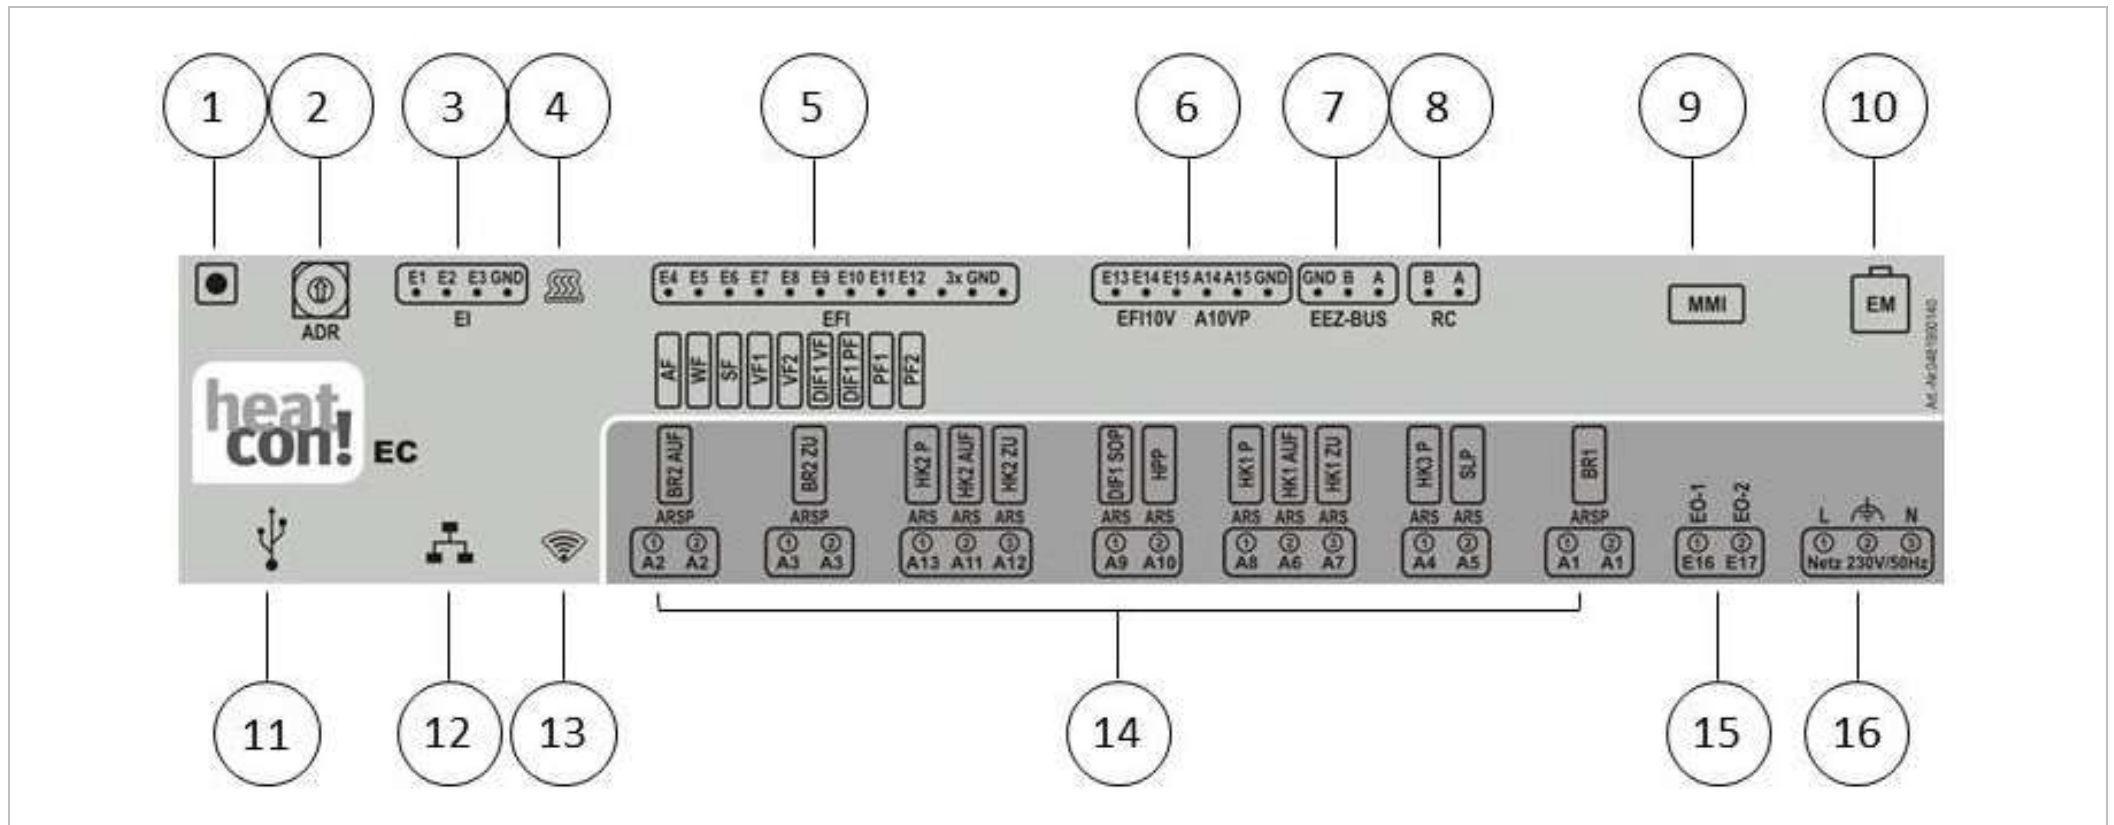 1 2 3 4 5 6 7 8 9 10
E1 E2 E3 GND
E4 E5 E6 E7 E8 E9 E10 E11 E12 3x GND
E13 E14 E15 A14 A15 GND
GND B A
B A
MMI
EM
ADR
EI
EFI
EFI10V A10VP
EEZ-BUS
RC
AF
WF
SF
VF1
VF2
DIF1 VF
DIF1 PF
PF1
PF2
Art.-Nr.0481990140
heat
con! EC
BR2 AUF
BR2 ZU
HK2 P
HK2 AUF
HK2 ZU
DIF1 SOP
HPP
HK1 P
HK1 AUF
HK1 ZU
HK3 P
SLP
BR1
EO-1
EO-2
ARSP ARSP ARS ARS ARS ARS ARS ARS ARS ARS ARS ARS ARSP
L N
1 2 1 2 1 2 3 1 2 1 2 3 1 2 1 2 1 2 1 2 3
A2 A2 A3 A3 A13 A11 A12 A9 A10 A8 A6 A7 A4 A5 A1 A1 E16 E17 Netz 230V/50Hz
11 12 13 14 15 16